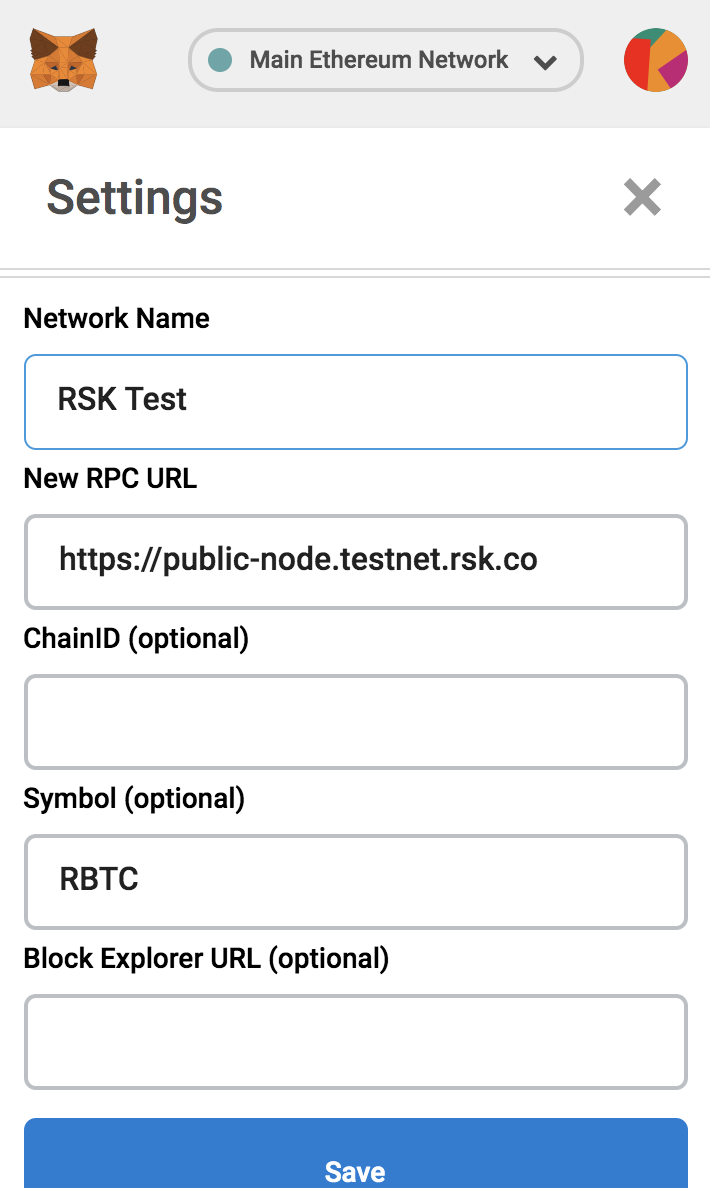 Main Ethereum Network
Settings
Network Name
RSK Test
New RPC URL
https://public-node.testnet.rsk.co
ChainID (optional)
Symbol (optional)
RBTC
Block Explorer URL (optional)
Save